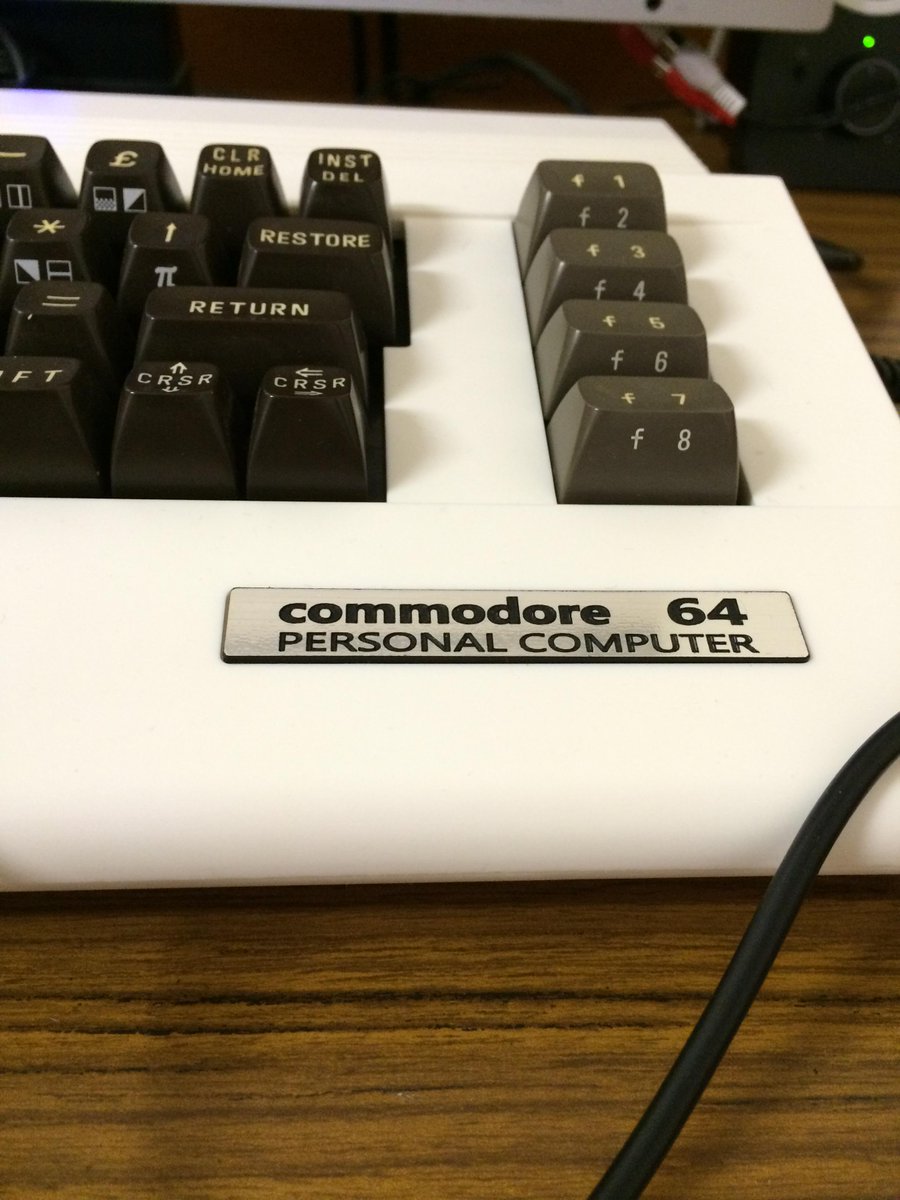 £
CLR
HOME
INST
DEL
*
↑
π
RESTORE
=
RETURN
IFT
CRSR
CRSR
f 1
f 2
f 3
f 4
f 5
f 6
f 7
f 8
commodore 64
PERSONAL COMPUTER